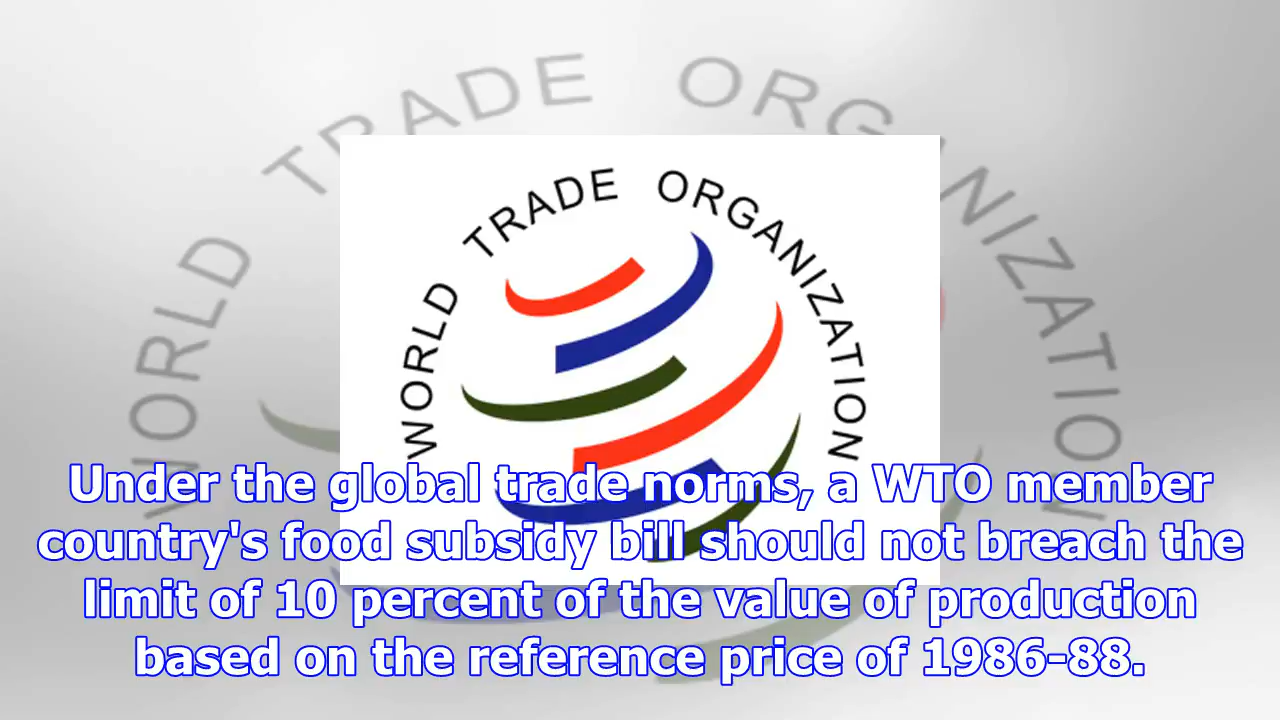 WORLD TRADE ORGANIZATION
WORLD TRADE ORGANIZATION
Under the global trade norms, a WTO member
country's food subsidy bill should not breach the
limit of 10 percent of the value of production
based on the reference price of 1986-88.